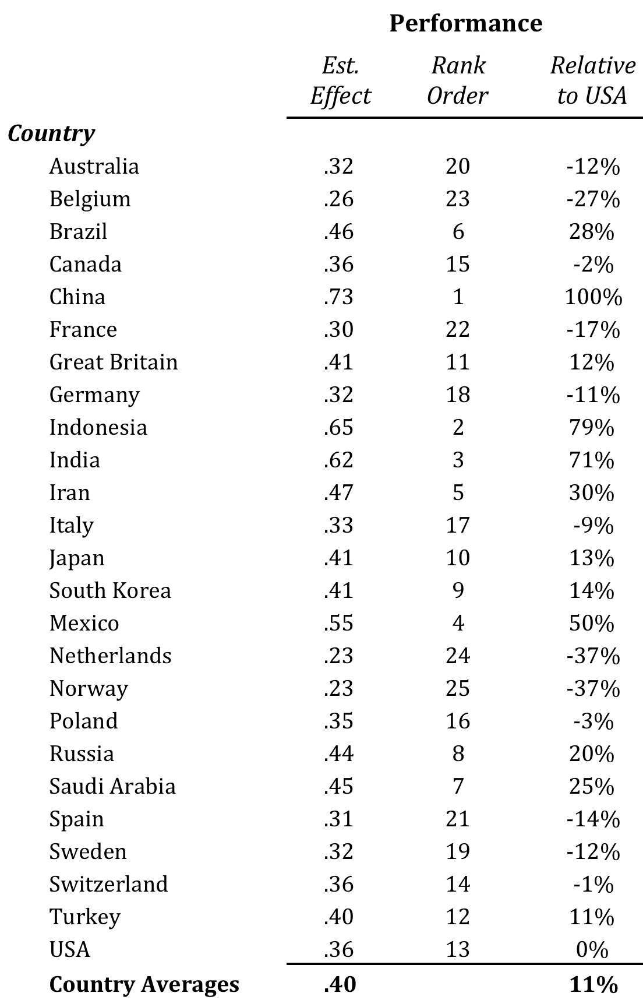 Performance
Est. Rank Relative
Effect Order to USA
Country
Australia .32 20 -12%
Belgium .26 23 -27%
Brazil .46 6 28%
Canada .36 15 -2%
China .73 1 100%
France .30 22 -17%
Great Britain .41 11 12%
Germany .32 18 -11%
Indonesia .65 2 79%
India .62 3 71%
Iran .47 5 30%
Italy .33 17 -9%
Japan .41 10 13%
South Korea .41 9 14%
Mexico .55 4 50%
Netherlands .23 24 -37%
Norway .23 25 -37%
Poland .35 16 -3%
Russia .44 8 20%
Saudi Arabia .45 7 25%
Spain .31 21 -14%
Sweden .32 19 -12%
Switzerland .36 14 -1%
Turkey .40 12 11%
USA .36 13 0%
Country Averages .40 11%